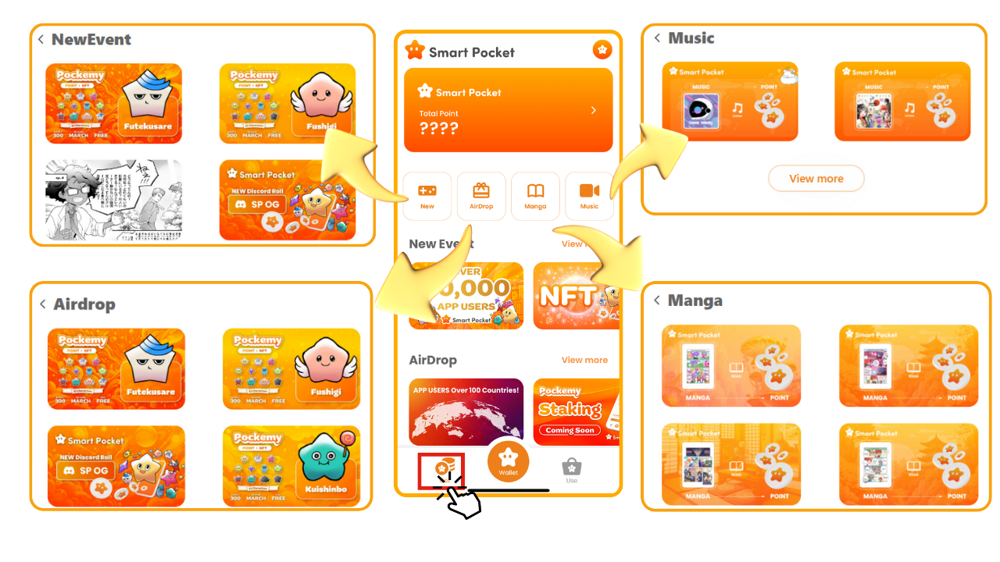 NewEvent
Pockemy
POINT × NFT
Futekusare
300 MARCH FREE
Pockemy
POINT × NFT
Fushigi
300 MARCH FREE
ep.4
ねぇ!!!
Smart Pocket
NEW Discord Roll
SP OG
Airdrop
Pockemy
POINT × NFT
Futekusare
300 MARCH FREE
Pockemy
POINT × NFT
Fushigi
300 MARCH FREE
Smart Pocket
NEW Discord Roll
SP OG
Pockemy
POINT × NFT
Kuishinbo
300 MARCH FREE
Smart Pocket
Smart Pocket
Total Point
????
New
AirDrop
Manga
Music
New Event
View
VER
0,000
APP USERS
Smart Pocket
NFT
AirDrop
View more
APP USERS Over 100 Countries!
Pockemy
Staking
Coming Soon
Wallet
Use
Music
Smart Pocket
MUSIC
POINT
Smart Pocket
MUSIC
POINT
View more
Manga
Smart Pocket
READ
MANGA
POINT
Smart Pocket
READ
MANGA
POINT
Smart Pocket
READ
MANGA
POINT
Smart Pocket
READ
MANGA
POINT